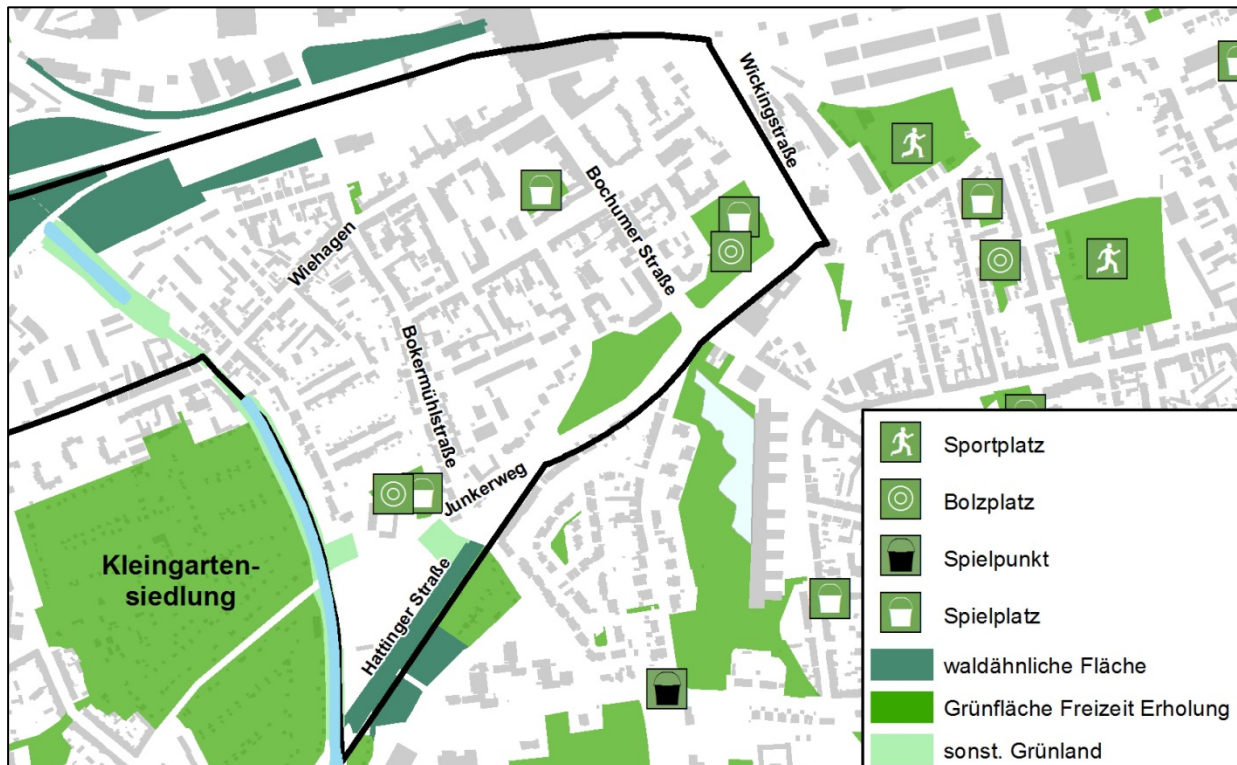 Wickingstraße
Bochumer Straße
Wiehagen
Bokermühlstraße
Junkerweg
Hattinger Straße
Kleingarten-
siedlung
Sportplatz
Bolzplatz
Spielpunkt
Spielplatz
waldähnliche Fläche
Grünfläche Freizeit Erholung
sonst. Grünland